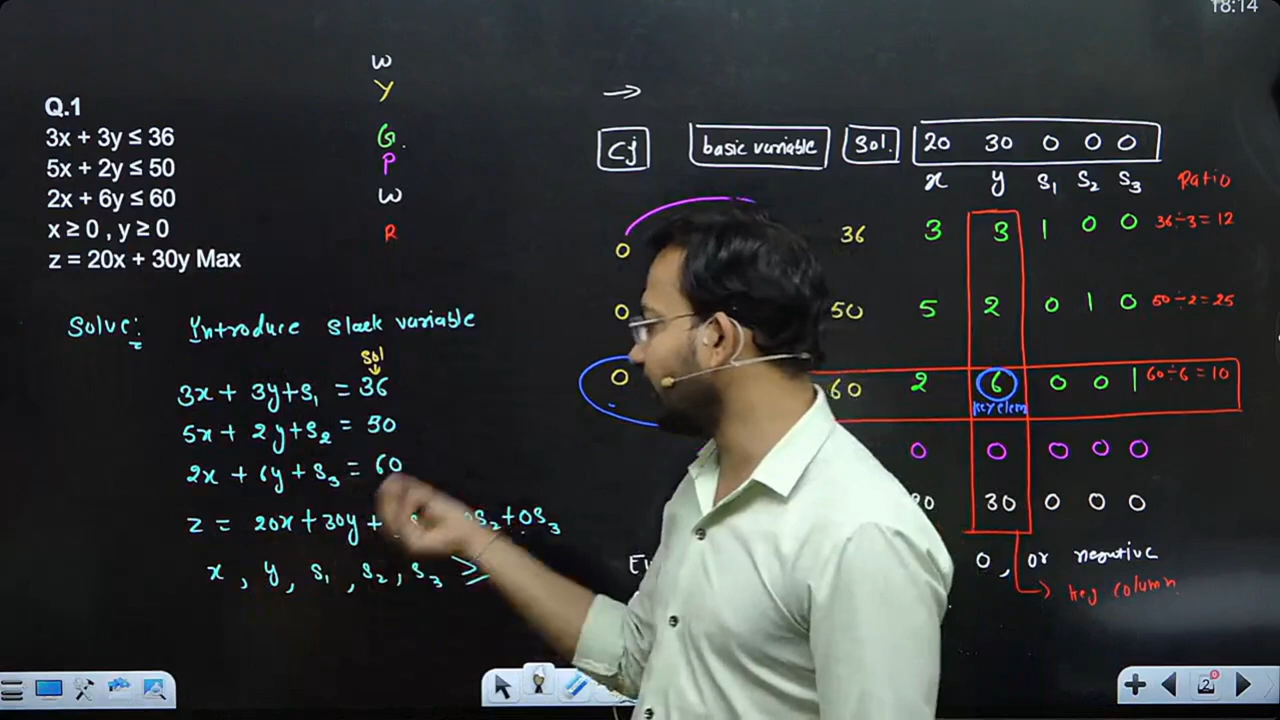 18:14
W
Y
G.
P
W
R
Q.1
3x + 3y ≤ 36
5x + 2y ≤ 50
2x + 6y ≤ 60
x ≥ 0 , y ≥ 0
z = 20x + 30y Max
Solve:
Introduce slack variable
Sol
3x + 3y + S₁ = 36
5x + 2y + S₂ = 50
2x + 6y + S₃ = 60
z = 20x + 30y + S₂ + 0S₃
x , y , S₁ , S₂ , S₃ ≥
→
Cj basic variable Sol. 20 30 0 0 0
x y S₁ S₂ S₃ Ratio
0 36 3 3 1 0 0 36÷3 = 12
0 50 5 2 0 1 0 50÷2 = 25
0 60 2 6 0 0 1 60÷6 = 10
key elem
0 0 0 0 0
30 0 0 0
0 , or negative
key column